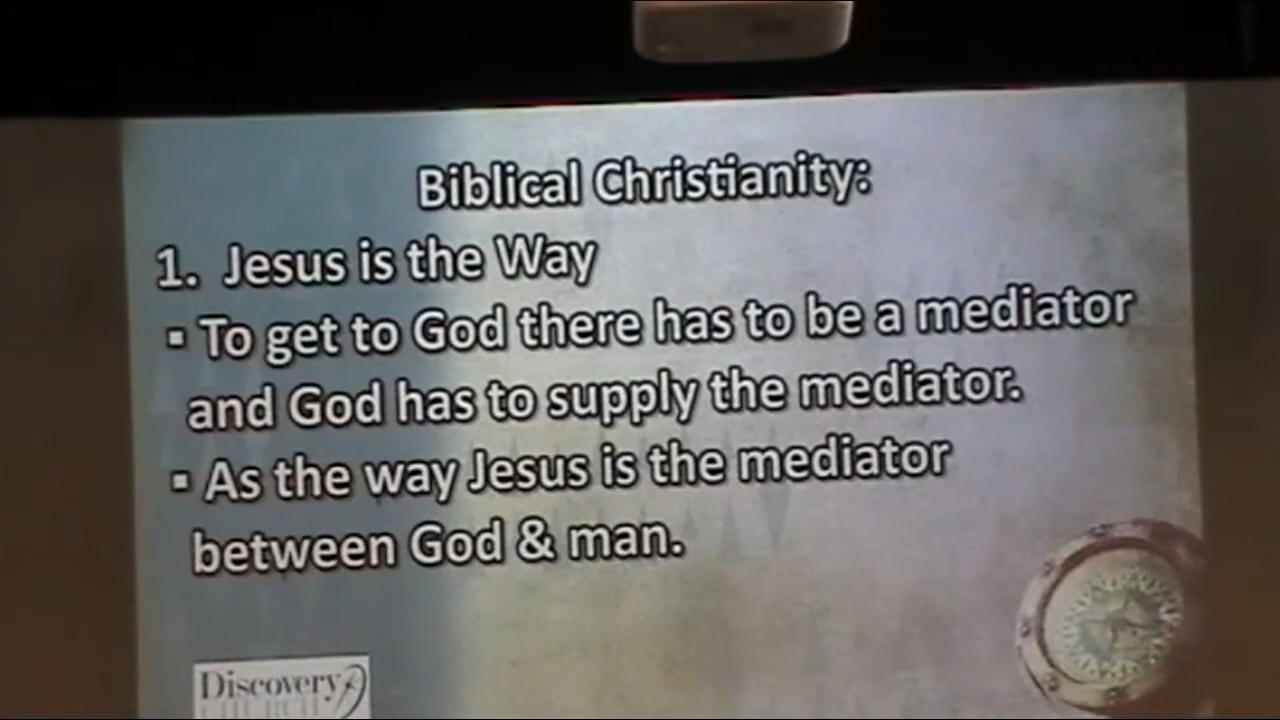 Biblical Christianity:
1. Jesus is the Way
▪ To get to God there has to be a mediator
and God has to supply the mediator.
▪ As the way Jesus is the mediator
between God & man.
Discovery
CHURCH